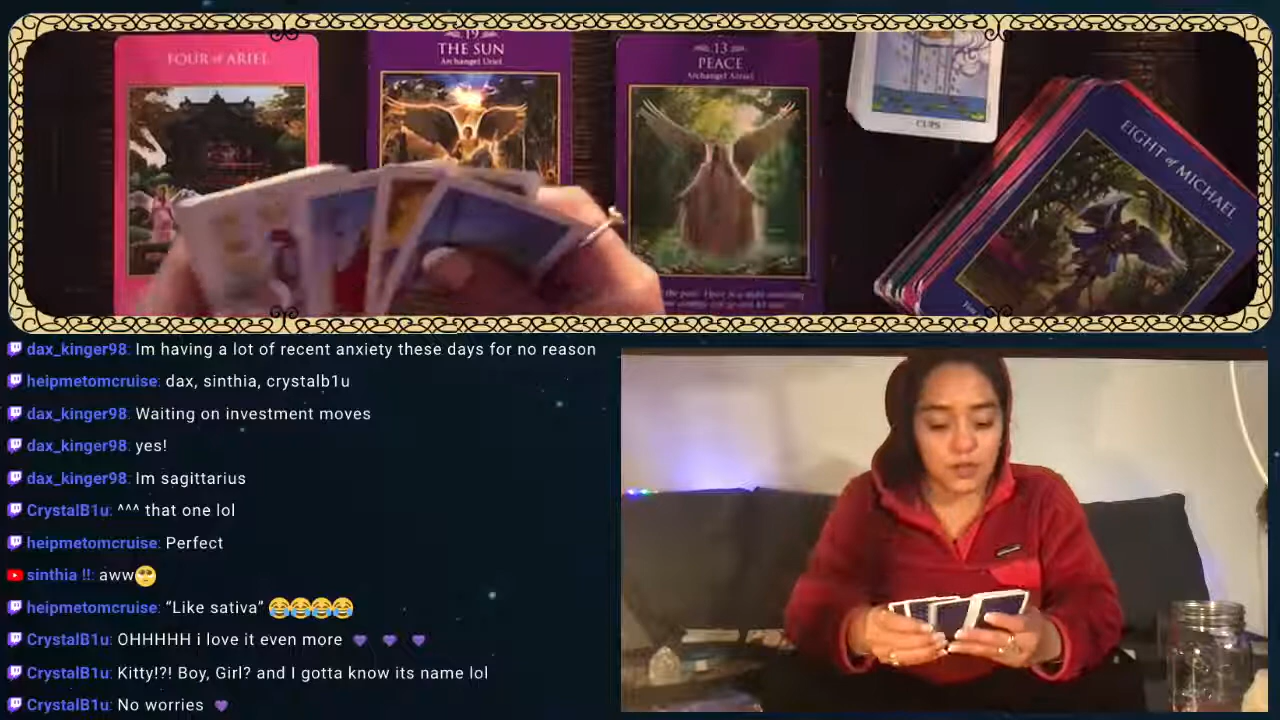 FOUR of ARIEL
19
THE SUN
Archangel Uriel
13
PEACE
Archangel Azrael
CUPS
EIGHT of MICHAEL
dax_kinger98: Im having a lot of recent anxiety these days for no reason
heipmetomcruise: dax, sinthia, crystalb1u
dax_kinger98: Waiting on investment moves
dax_kinger98: yes!
dax_kinger98: Im sagittarius
CrystalB1u: ^^^ that one lol
heipmetomcruise: Perfect
sinthia !!: aww🥺
heipmetomcruise: “Like sativa” 😂😂😂😂
CrystalB1u: OHHHHH i love it even more 💜 💜 💜
CrystalB1u: Kitty!?! Boy, Girl? and I gotta know its name lol
CrystalB1u: No worries 💜